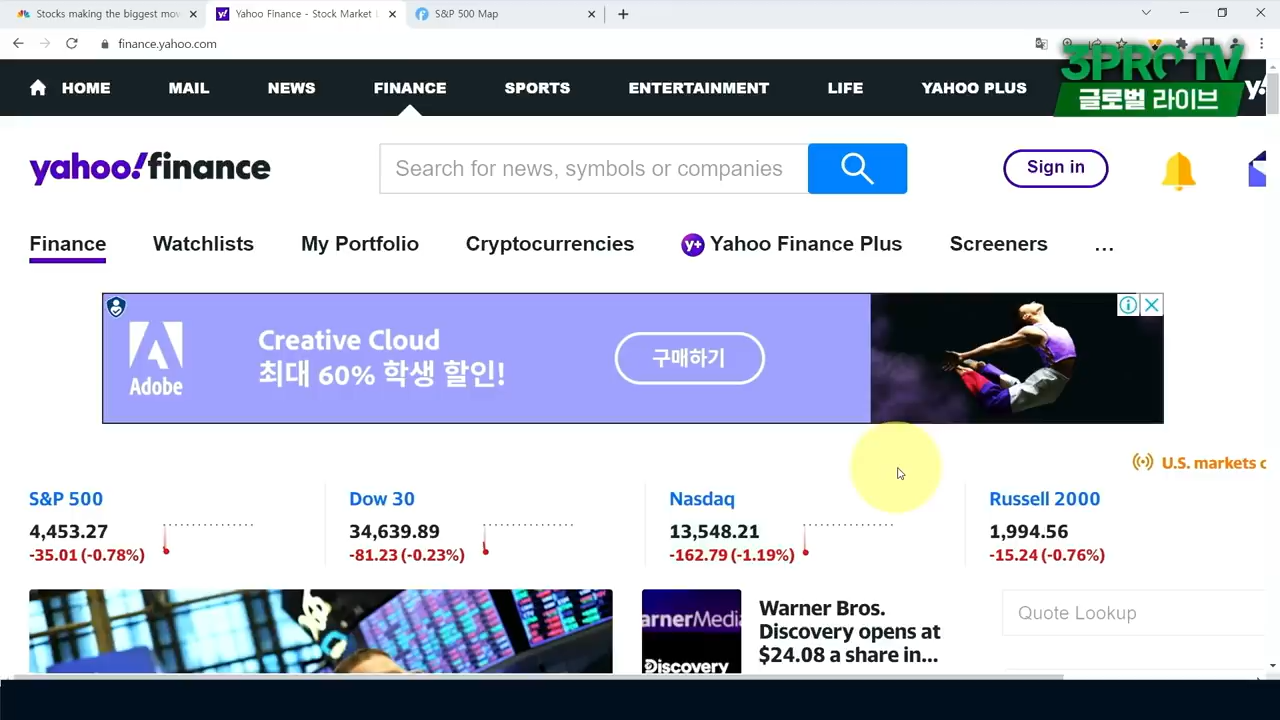 Stocks making the biggest mov
Yahoo Finance - Stock Market L
S&P 500 Map
finance.yahoo.com
3PROTV
글로벌 라이브
HOME
MAIL
NEWS
FINANCE
SPORTS
ENTERTAINMENT
LIFE
YAHOO PLUS
yahoo!finance
Search for news, symbols or companies
Sign in
Finance
Watchlists
My Portfolio
Cryptocurrencies
y+ Yahoo Finance Plus
Screeners
...
Adobe
Creative Cloud
최대 60% 학생 할인!
구매하기
U.S. markets c
S&P 500
4,453.27
-35.01 (-0.78%)
Dow 30
34,639.89
-81.23 (-0.23%)
Nasdaq
13,548.21
-162.79 (-1.19%)
Russell 2000
1,994.56
-15.24 (-0.76%)
arnerMedia
Discovery
Warner Bros.
Discovery opens at
$24.08 a share in...
Quote Lookup